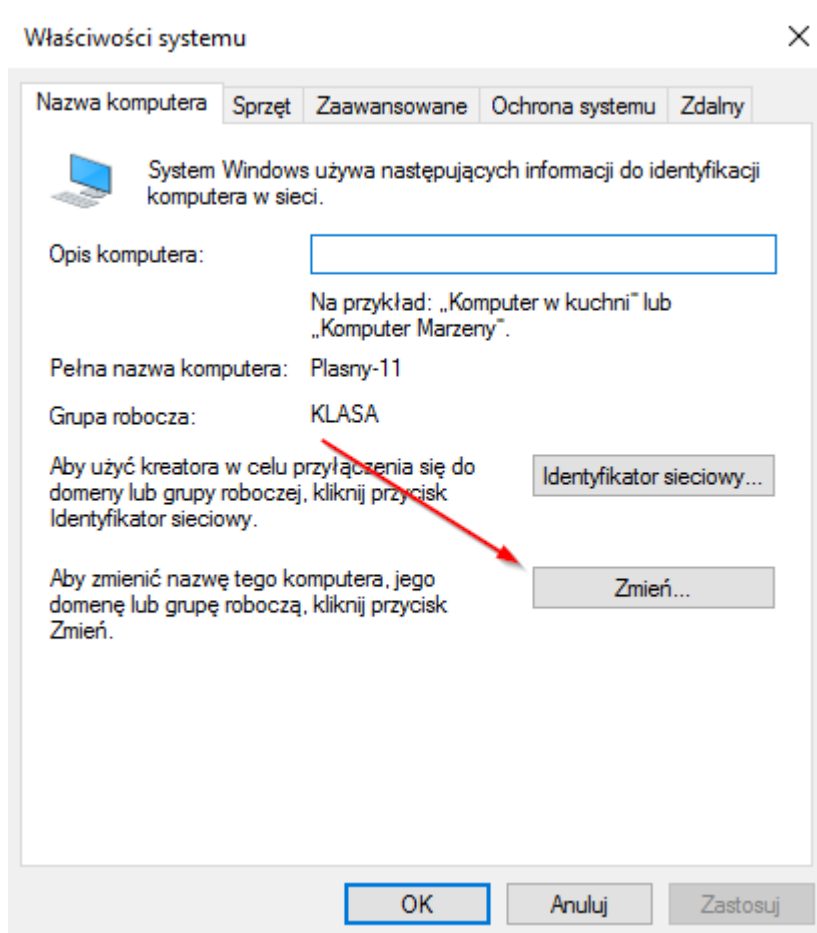 Właściwości systemu
Nazwa komputera Sprzęt Zaawansowane Ochrona systemu Zdalny
System Windows używa następujących informacji do identyfikacji
komputera w sieci.
Opis komputera:
Na przykład: „Komputer w kuchni” lub
„Komputer Marzeny”.
Pełna nazwa komputera: Plasny-11
Grupa robocza: KLASA
Aby użyć kreatora w celu przyłączenia się do
domeny lub grupy roboczej, kliknij przycisk
Identyfikator sieciowy.
Identyfikator sieciowy...
Aby zmienić nazwę tego komputera, jego
domenę lub grupę roboczą, kliknij przycisk
Zmień.
Zmień...
OK Anuluj Zastosuj